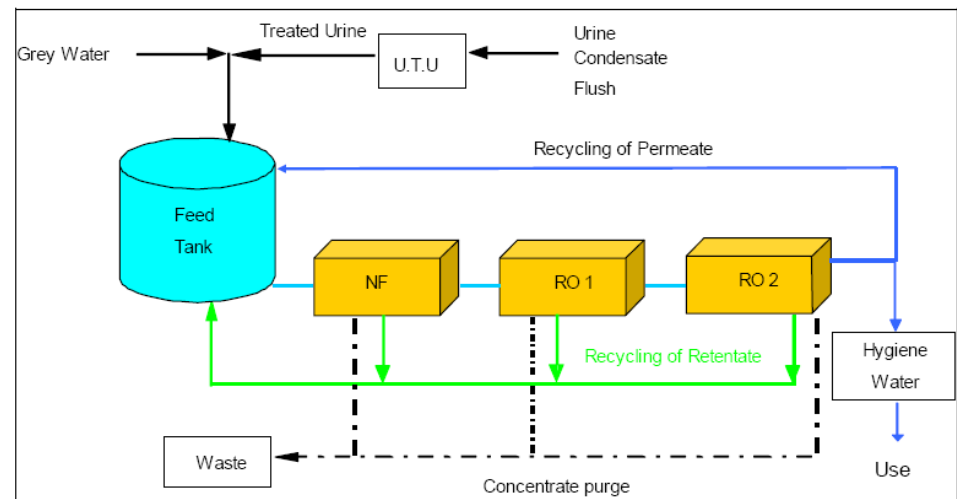 Treated Urine
Urine
Grey Water
U.T.U
Condensate
Flush
Recycling of Permeate
Feed
Tank
NF
RO 1
RO 2
Recycling of Retentate
Hygiene
Water
Waste
Concentrate purge
Use